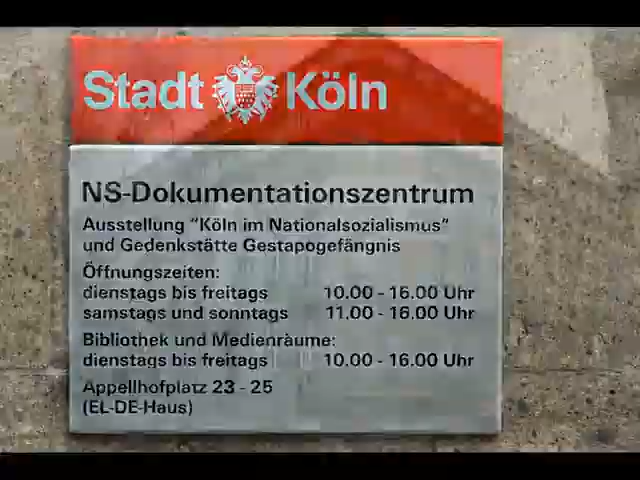 Stadt Köln
NS-Dokumentationszentrum
Ausstellung "Köln im Nationalsozialismus"
und Gedenkstätte Gestapogefängnis
Öffnungszeiten:
dienstags bis freitags 10.00 - 16.00 Uhr
samstags und sonntags 11.00 - 16.00 Uhr
Bibliothek und Medienräume:
dienstags bis freitags 10.00 - 16.00 Uhr
Appellhofplatz 23 - 25
(EL-DE-Haus)